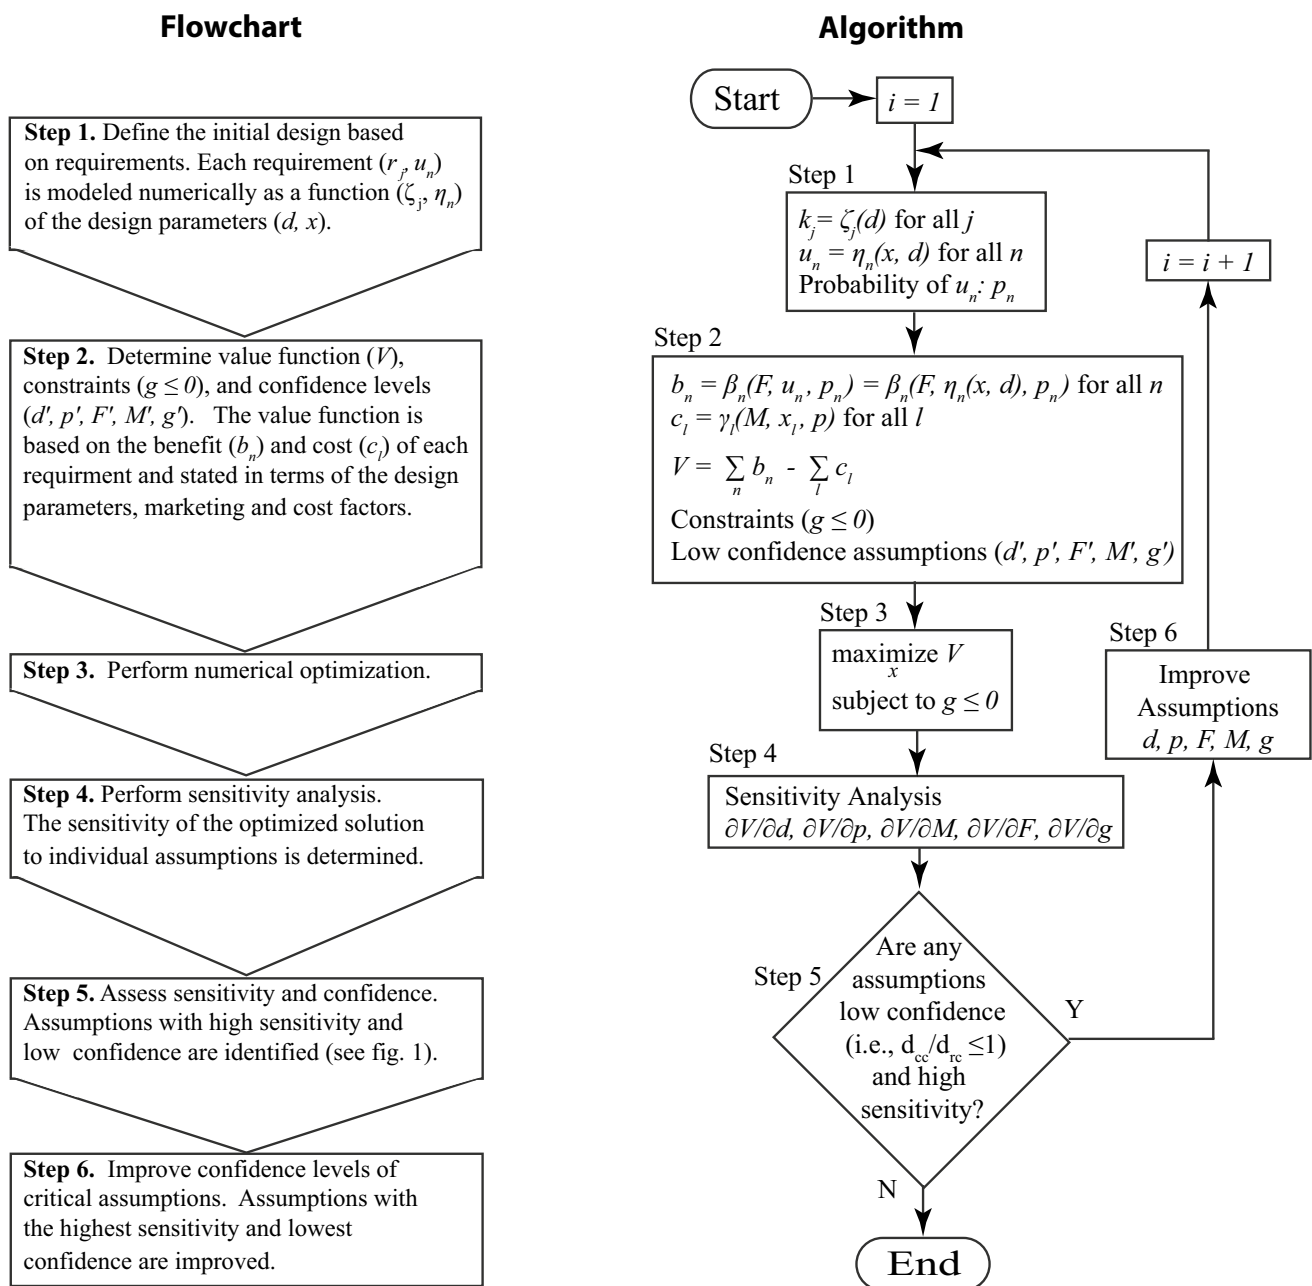 Flowchart
Step 1. Define the initial design based
on requirements. Each requirement (r_j, u_n)
is modeled numerically as a function (ζ_j, η_n)
of the design parameters (d, x).
Step 2. Determine value function (V),
constraints (g ≤ 0), and confidence levels
(d', p', F', M', g'). The value function is
based on the benefit (b_n) and cost (c_l) of each
requirment and stated in terms of the design
parameters, marketing and cost factors.
Step 3. Perform numerical optimization.
Step 4. Perform sensitivity analysis.
The sensitivity of the optimized solution
to individual assumptions is determined.
Step 5. Assess sensitivity and confidence.
Assumptions with high sensitivity and
low confidence are identified (see fig. 1).
Step 6. Improve confidence levels of
critical assumptions. Assumptions with
the highest sensitivity and lowest
confidence are improved.
Algorithm
Start
i = 1
Step 1
k_j = ζ_j(d) for all j
u_n = η_n(x, d) for all n
Probability of u_n: p_n
Step 2
b_n = β_n(F, u_n, p_n) = β_n(F, η_n(x, d), p_n) for all n
c_l = γ_l(M, x_l, p) for all l
V = ∑_n b_n - ∑_l c_l
Constraints (g ≤ 0)
Low confidence assumptions (d', p', F', M', g')
Step 3
maximize V
x
subject to g ≤ 0
Step 4
Sensitivity Analysis
∂V/∂d, ∂V/∂p, ∂V/∂M, ∂V/∂F, ∂V/∂g
Step 5
Are any
assumptions
low confidence
(i.e., d_cc/d_rc ≤1)
and high
sensitivity?
Y
N
End
Step 6
Improve
Assumptions
d, p, F, M, g
i = i + 1